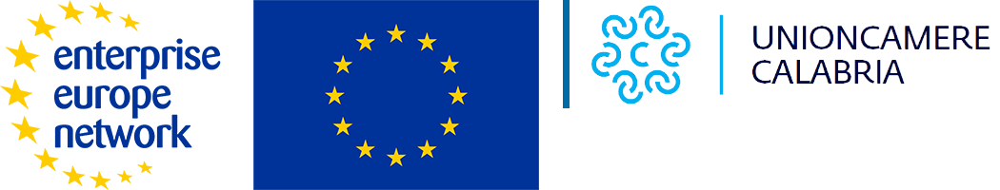 enterprise
europe
network
UNIONCAMERE
CALABRIA